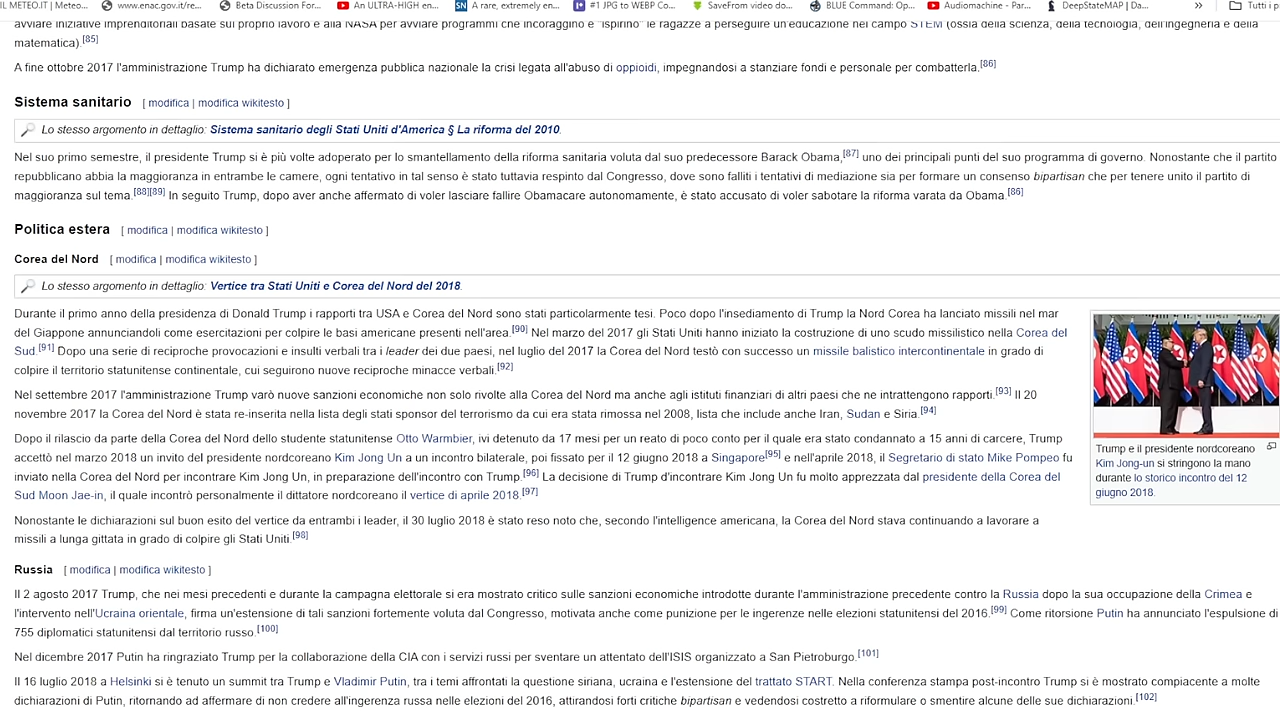 IL METEO.IT | Meteo...
www.enac.gov.it/re...
Beta Discussion For...
An ULTRA-HIGH en...
SN A rare, extremely en...
#1 JPG to WEBP Co...
SaveFrom video do...
BLUE Command: Op...
Audiomachine - Par...
DeepStateMAP | Da...
»
Tutti i p
avviare iniziative imprenditoriali basate sul proprio lavoro e alla NASA per avviare programmi che incoraggino e "ispirino" le ragazze a perseguire un'educazione nel campo STEM (ossia della scienza, della tecnologia, dell'ingegneria e della
matematica).[85]
A fine ottobre 2017 l'amministrazione Trump ha dichiarato emergenza pubblica nazionale la crisi legata all'abuso di oppioidi, impegnandosi a stanziare fondi e personale per combatterla.[86]
Sistema sanitario [ modifica | modifica wikitesto ]
Lo stesso argomento in dettaglio: Sistema sanitario degli Stati Uniti d'America § La riforma del 2010.
Nel suo primo semestre, il presidente Trump si è più volte adoperato per lo smantellamento della riforma sanitaria voluta dal suo predecessore Barack Obama,[87] uno dei principali punti del suo programma di governo. Nonostante che il partito
repubblicano abbia la maggioranza in entrambe le camere, ogni tentativo in tal senso è stato tuttavia respinto dal Congresso, dove sono falliti i tentativi di mediazione sia per formare un consenso bipartisan che per tenere unito il partito di
maggioranza sul tema.[88][89] In seguito Trump, dopo aver anche affermato di voler lasciare fallire Obamacare autonomamente, è stato accusato di voler sabotare la riforma varata da Obama.[86]
Politica estera [ modifica | modifica wikitesto ]
Corea del Nord [ modifica | modifica wikitesto ]
Lo stesso argomento in dettaglio: Vertice tra Stati Uniti e Corea del Nord del 2018.
Durante il primo anno della presidenza di Donald Trump i rapporti tra USA e Corea del Nord sono stati particolarmente tesi. Poco dopo l'insediamento di Trump la Nord Corea ha lanciato missili nel mar
del Giappone annunciandoli come esercitazioni per colpire le basi americane presenti nell'area.[90] Nel marzo del 2017 gli Stati Uniti hanno iniziato la costruzione di uno scudo missilistico nella Corea del
Sud.[91] Dopo una serie di reciproche provocazioni e insulti verbali tra i leader dei due paesi, nel luglio del 2017 la Corea del Nord testò con successo un missile balistico intercontinentale in grado di
colpire il territorio statunitense continentale, cui seguirono nuove reciproche minacce verbali.[92]
Nel settembre 2017 l'amministrazione Trump varò nuove sanzioni economiche non solo rivolte alla Corea del Nord ma anche agli istituti finanziari di altri paesi che ne intrattengono rapporti.[93] Il 20
novembre 2017 la Corea del Nord è stata re-inserita nella lista degli stati sponsor del terrorismo da cui era stata rimossa nel 2008, lista che include anche Iran, Sudan e Siria.[94]
Dopo il rilascio da parte della Corea del Nord dello studente statunitense Otto Warmbier, ivi detenuto da 17 mesi per un reato di poco conto per il quale era stato condannato a 15 anni di carcere, Trump
accettò nel marzo 2018 un invito del presidente nordcoreano Kim Jong Un a un incontro bilaterale, poi fissato per il 12 giugno 2018 a Singapore[95] e nell'aprile 2018, il Segretario di stato Mike Pompeo fu
inviato nella Corea del Nord per incontrare Kim Jong Un, in preparazione dell'incontro con Trump.[96] La decisione di Trump d'incontrare Kim Jong Un fu molto apprezzata dal presidente della Corea del
Sud Moon Jae-in, il quale incontrò personalmente il dittatore nordcoreano il vertice di aprile 2018.[97]
Nonostante le dichiarazioni sul buon esito del vertice da entrambi i leader, il 30 luglio 2018 è stato reso noto che, secondo l'intelligence americana, la Corea del Nord stava continuando a lavorare a
missili a lunga gittata in grado di colpire gli Stati Uniti.[98]
Trump e il presidente nordcoreano
Kim Jong-un si stringono la mano
durante lo storico incontro del 12
giugno 2018.
Russia [ modifica | modifica wikitesto ]
Il 2 agosto 2017 Trump, che nei mesi precedenti e durante la campagna elettorale si era mostrato critico sulle sanzioni economiche introdotte durante l'amministrazione precedente contro la Russia dopo la sua occupazione della Crimea e
l'intervento nell'Ucraina orientale, firma un'estensione di tali sanzioni fortemente voluta dal Congresso, motivata anche come punizione per le ingerenze nelle elezioni statunitensi del 2016.[99] Come ritorsione Putin ha annunciato l'espulsione di
755 diplomatici statunitensi dal territorio russo.[100]
Nel dicembre 2017 Putin ha ringraziato Trump per la collaborazione della CIA con i servizi russi per sventare un attentato dell'ISIS organizzato a San Pietroburgo.[101]
Il 16 luglio 2018 a Helsinki si è tenuto un summit tra Trump e Vladimir Putin, tra i temi affrontati la questione siriana, ucraina e l'estensione del trattato START. Nella conferenza stampa post-incontro Trump si è mostrato compiacente a molte
dichiarazioni di Putin, ritornando ad affermare di non credere all'ingerenza russa nelle elezioni del 2016, attirandosi forti critiche bipartisan e vedendosi costretto a riformulare o smentire alcune delle sue dichiarazioni.[102]